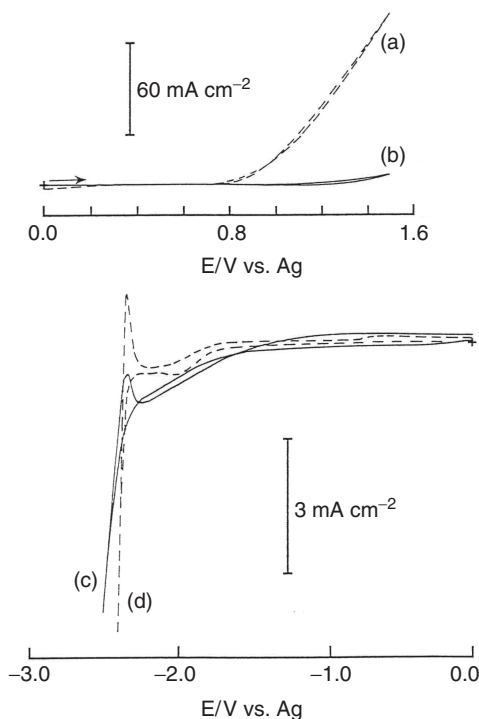 (a)
60 mA cm⁻²
(b)
0.0 0.8 1.6
E/V vs. Ag
3 mA cm⁻²
(c) (d)
−3.0 −2.0 −1.0 0.0
E/V vs. Ag